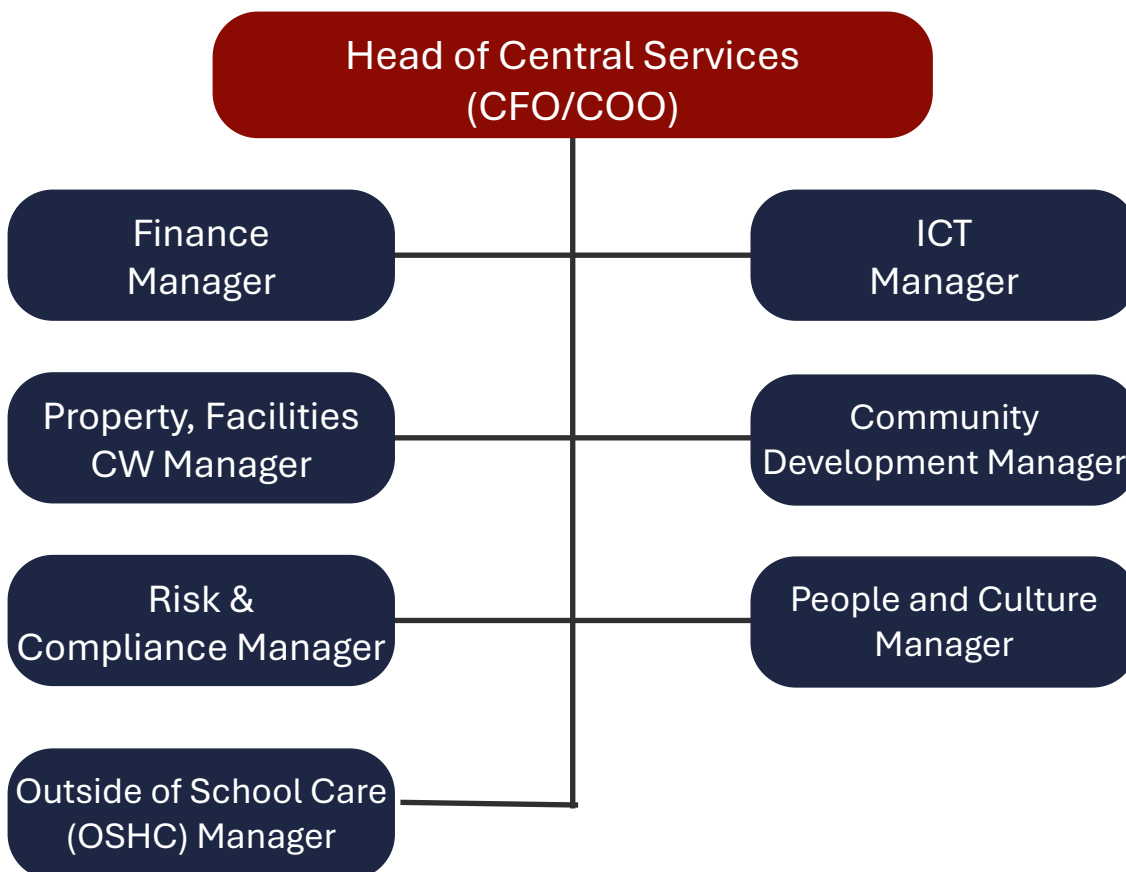 Head of Central Services
(CFO/COO)
Finance
Manager
ICT
Manager
Property, Facilities
CW Manager
Community
Development Manager
Risk &
Compliance Manager
People and Culture
Manager
Outside of School Care
(OSHC) Manager